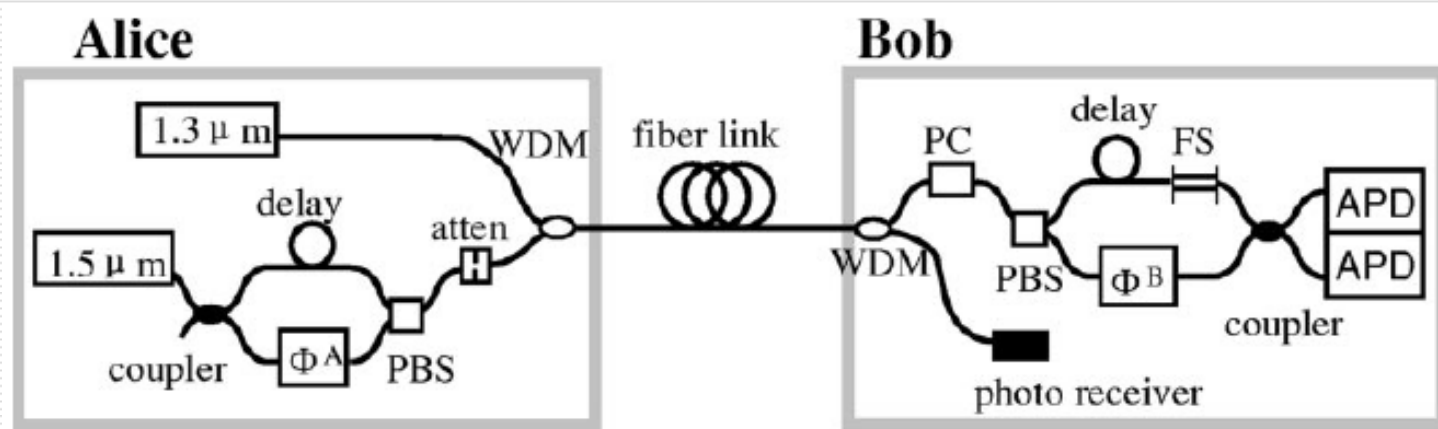 Alice
Bob
1.3 μ m
WDM
fiber link
PC
delay
FS
APD
APD
delay
atten
1.5 μ m
WDM
PBS
Φ B
coupler
coupler
Φ A
PBS
photo receiver